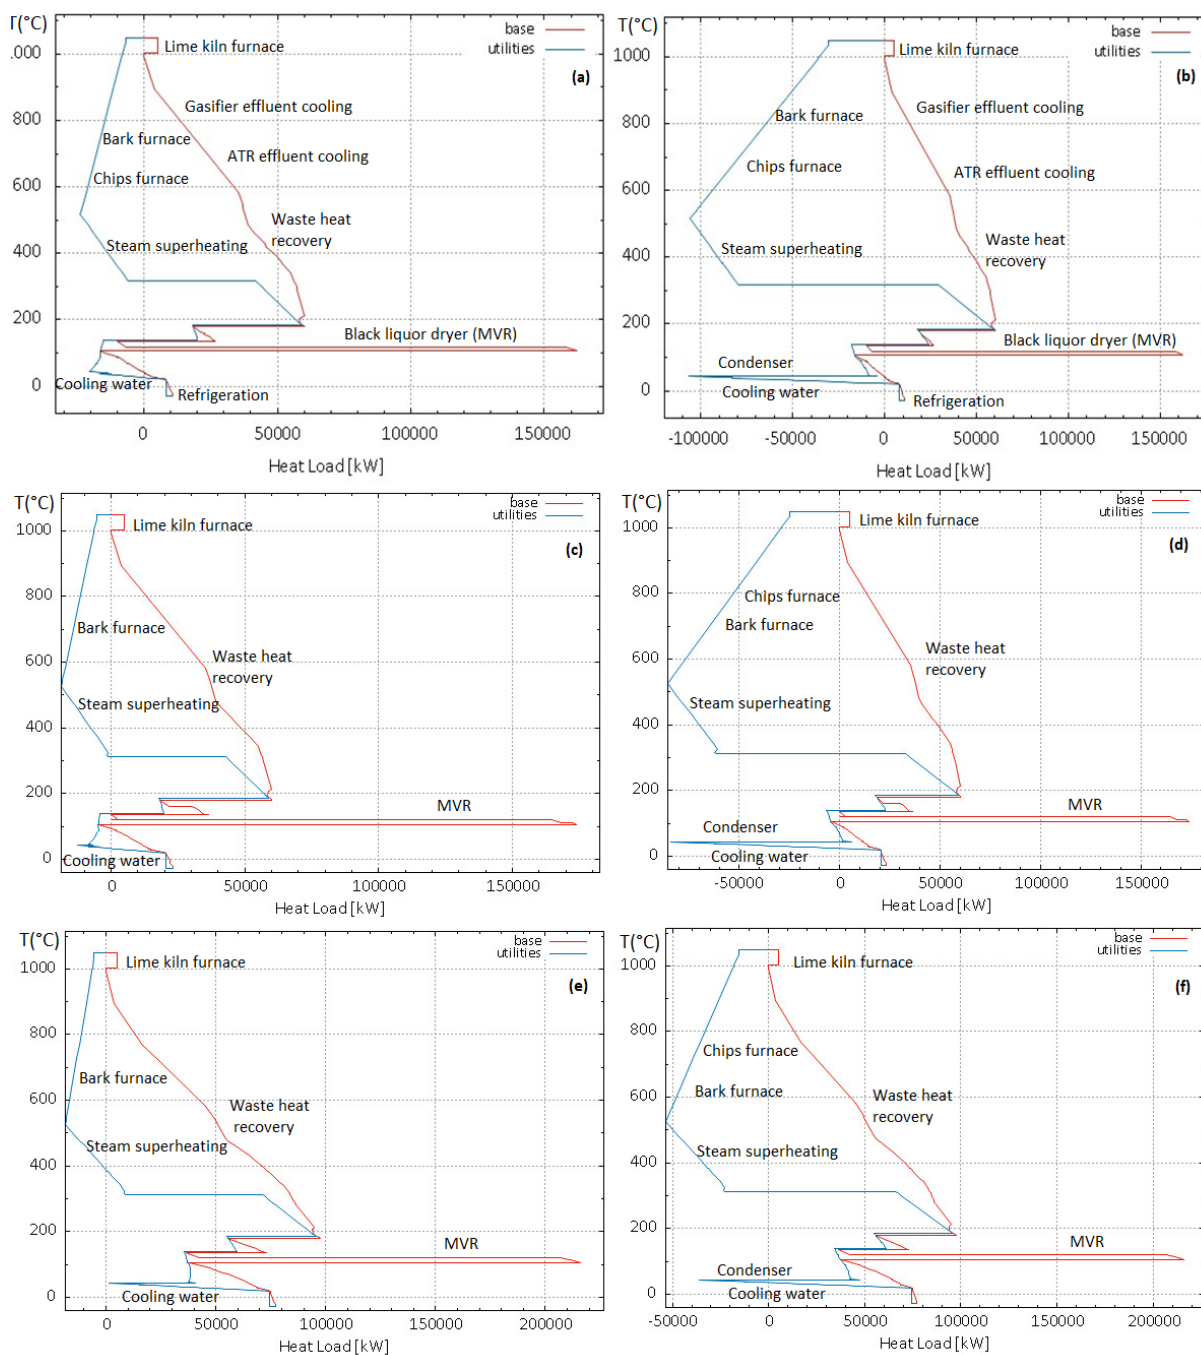 T(°C)
base
utilities
Lime kiln furnace
(a)
1000
Gasifier effluent cooling
800
Bark furnace
ATR effluent cooling
Chips furnace
600
Waste heat
recovery
Steam superheating
400
200
Black liquor dryer (MVR)
0
Cooling water
Refrigeration
0 50000 100000 150000
Heat Load [kW]
T(°C)
base
utilities
Lime kiln furnace
(b)
1000
Gasifier effluent cooling
Bark furnace
800
Chips furnace
ATR effluent cooling
600
Waste heat
recovery
Steam superheating
400
200
Black liquor dryer (MVR)
Condenser
0
Cooling water
Refrigeration
-100000 -50000 0 50000 100000 150000
Heat Load [kW]
T(°C)
base
utilities
Lime kiln furnace
(c)
1000
800
Bark furnace
Waste heat
recovery
600
Steam superheating
400
200
MVR
0
Cooling water
0 50000 100000 150000
Heat Load [kW]
T(°C)
base
utilities
Lime kiln furnace
(d)
1000
800
Chips furnace
Bark furnace
Waste heat
recovery
600
Steam superheating
400
200
MVR
Condenser
0
Cooling water
-50000 0 50000 100000 150000
Heat Load [kW]
T(°C)
base
utilities
Lime kiln furnace
(e)
1000
800
Bark furnace
600
Waste heat
recovery
Steam superheating
400
200
MVR
0
Cooling water
0 50000 100000 150000 200000
Heat Load [kW]
T(°C)
base
utilities
Lime kiln furnace
(f)
1000
800
Chips furnace
Bark furnace
600
Waste heat
recovery
Steam superheating
400
200
MVR
Condenser
0
Cooling water
-50000 0 50000 100000 150000 200000
Heat Load [kW]